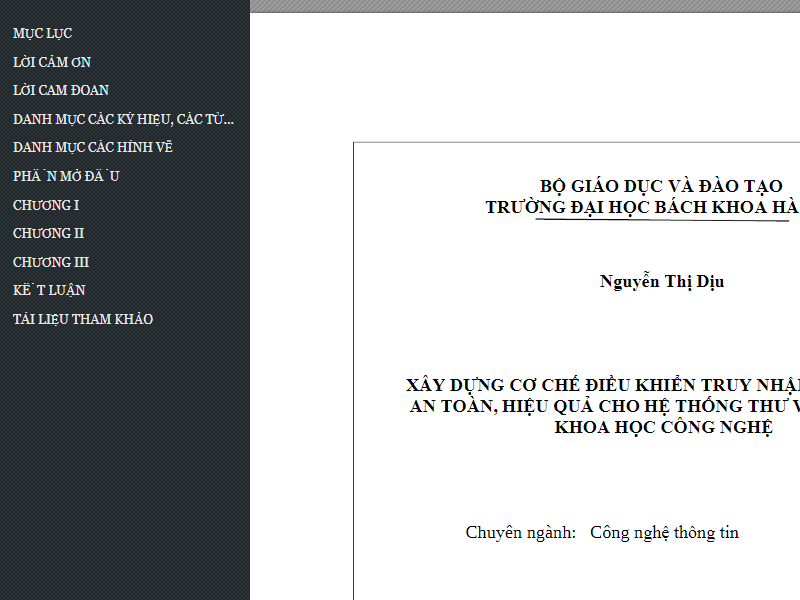 MỤC LỤC
LỜI CẢM ƠN
LỜI CAM ĐOAN
DANH MỤC CÁC KÝ HIỆU, CÁC TỪ...
DANH MỤC CÁC HÌNH VẼ
PHẦN MỞ ĐẦU
CHƯƠNG I
CHƯƠNG II
CHƯƠNG III
KẾT LUẬN
TÀI LIỆU THAM KHẢO
BỘ GIÁO DỤC VÀ ĐÀO TẠO
TRƯỜNG ĐẠI HỌC BÁCH KHOA HÀ
Nguyễn Thị Dịu
XÂY DỰNG CƠ CHẾ ĐIỀU KHIỂN TRUY NHẬ
AN TOÀN, HIỆU QUẢ CHO HỆ THỐNG THƯ V
KHOA HỌC CÔNG NGHỆ
Chuyên ngành: Công nghệ thông tin